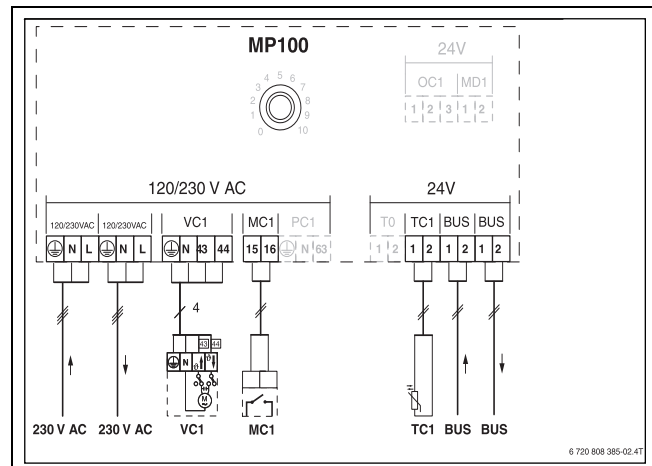 MP100
24V
OC1 MD1
1 2 3 1 2
0 1 2 3 4 5 6 7 8 9 10
120/230 V AC
24V
120/230VAC 120/230VAC VC1 MC1 PC1 T0 TC1 BUS BUS
N L N L N 43 44 15 16 N 63 1 2 1 2 1 2 1 2
4
43 44
N
M
230 V AC 230 V AC VC1 MC1 TC1 BUS BUS
6 720 808 385-02.4T